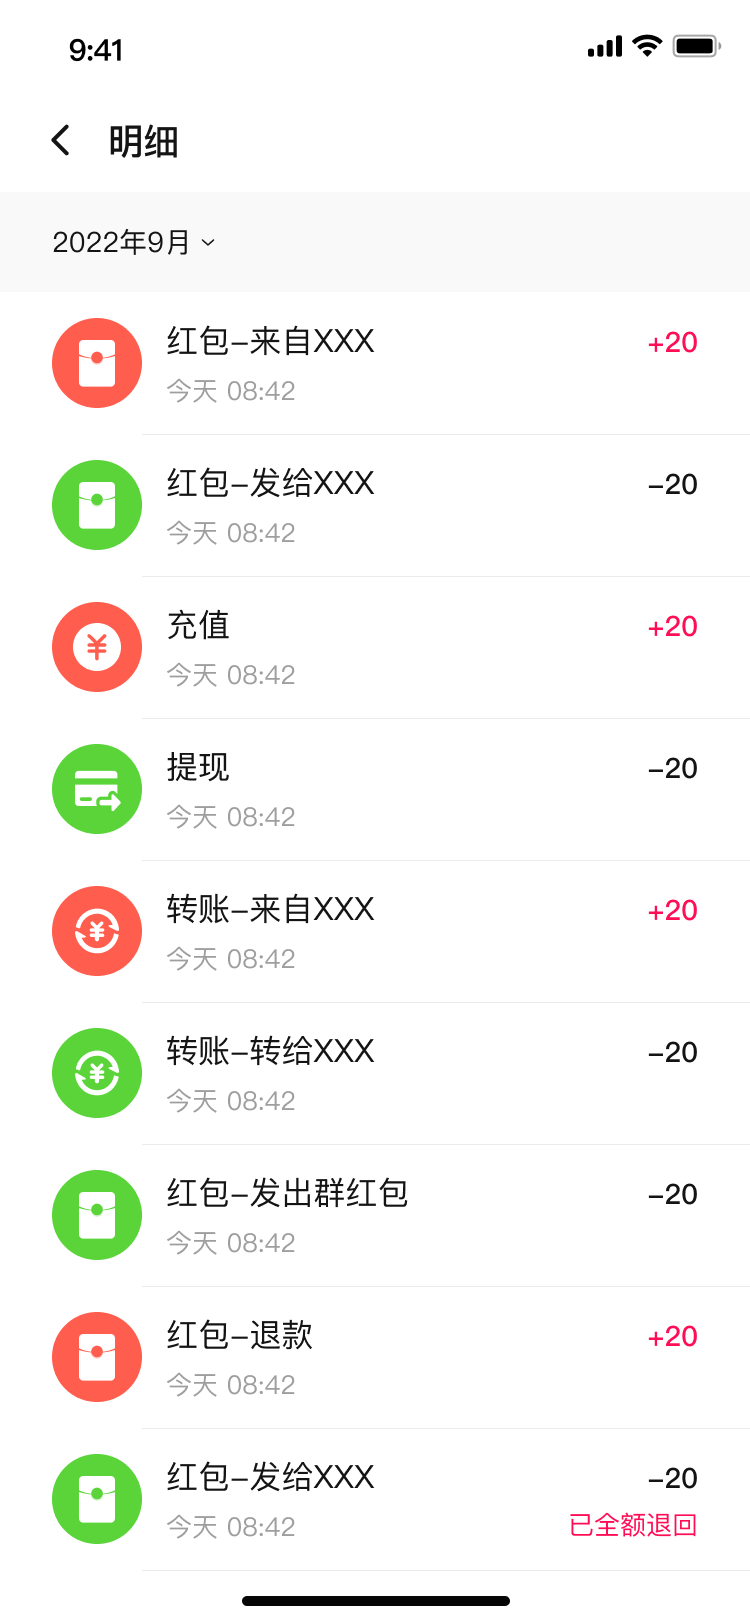 9:41
明细
2022年9月
红包-来自XXX
+20
今天 08:42
红包-发给XXX
-20
今天 08:42
充值
+20
今天 08:42
提现
-20
今天 08:42
转账-来自XXX
+20
今天 08:42
转账-转给XXX
-20
今天 08:42
红包-发出群红包
-20
今天 08:42
红包-退款
+20
今天 08:42
红包-发给XXX
-20
今天 08:42
已全额退回